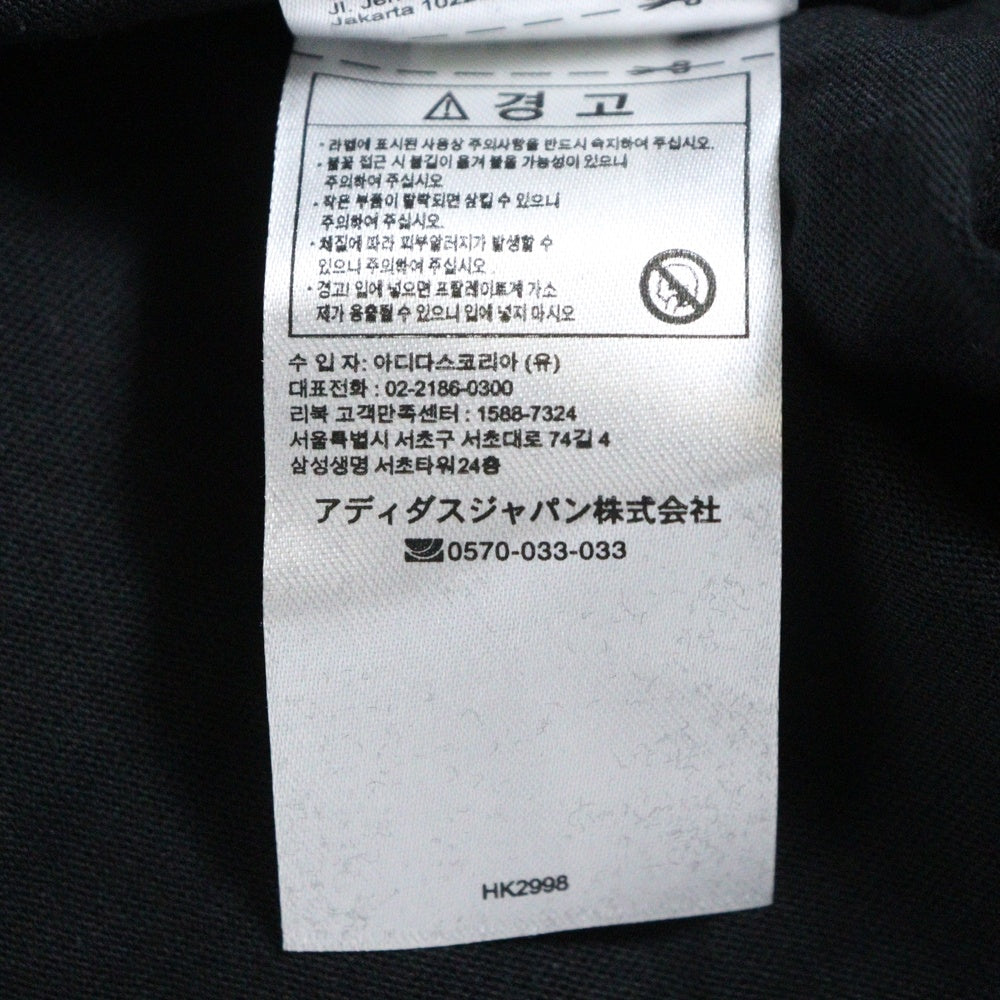 Jl. Jen
Jakarta 1022
경 고
· 라벨에 표시된 사용상 주의사항을 반드시 숙지하여 주십시오.
· 불꽃 접근 시 불길이 옮겨 붙을 가능성이 있으니
주의하여 주십시오
· 작은 부품이 탈락되면 삼킬 수 있으니
주의하여 주십시오.
· 체질에 따라 피부알러지가 발생할 수
있으니 주의하여 주십시오.
· 경고! 입에 넣으면 프탈레이트계 가소
제가 용출될 수 있으니 입에 넣지 마시오
수 입 자: 아디다스코리아 (유)
대표전화 : 02-2186-0300
리복 고객만족센터 : 1588-7324
서울특별시 서초구 서초대로 74길 4
삼성생명 서초타워24층
アディダスジャパン株式会社
0570-033-033
HK2998